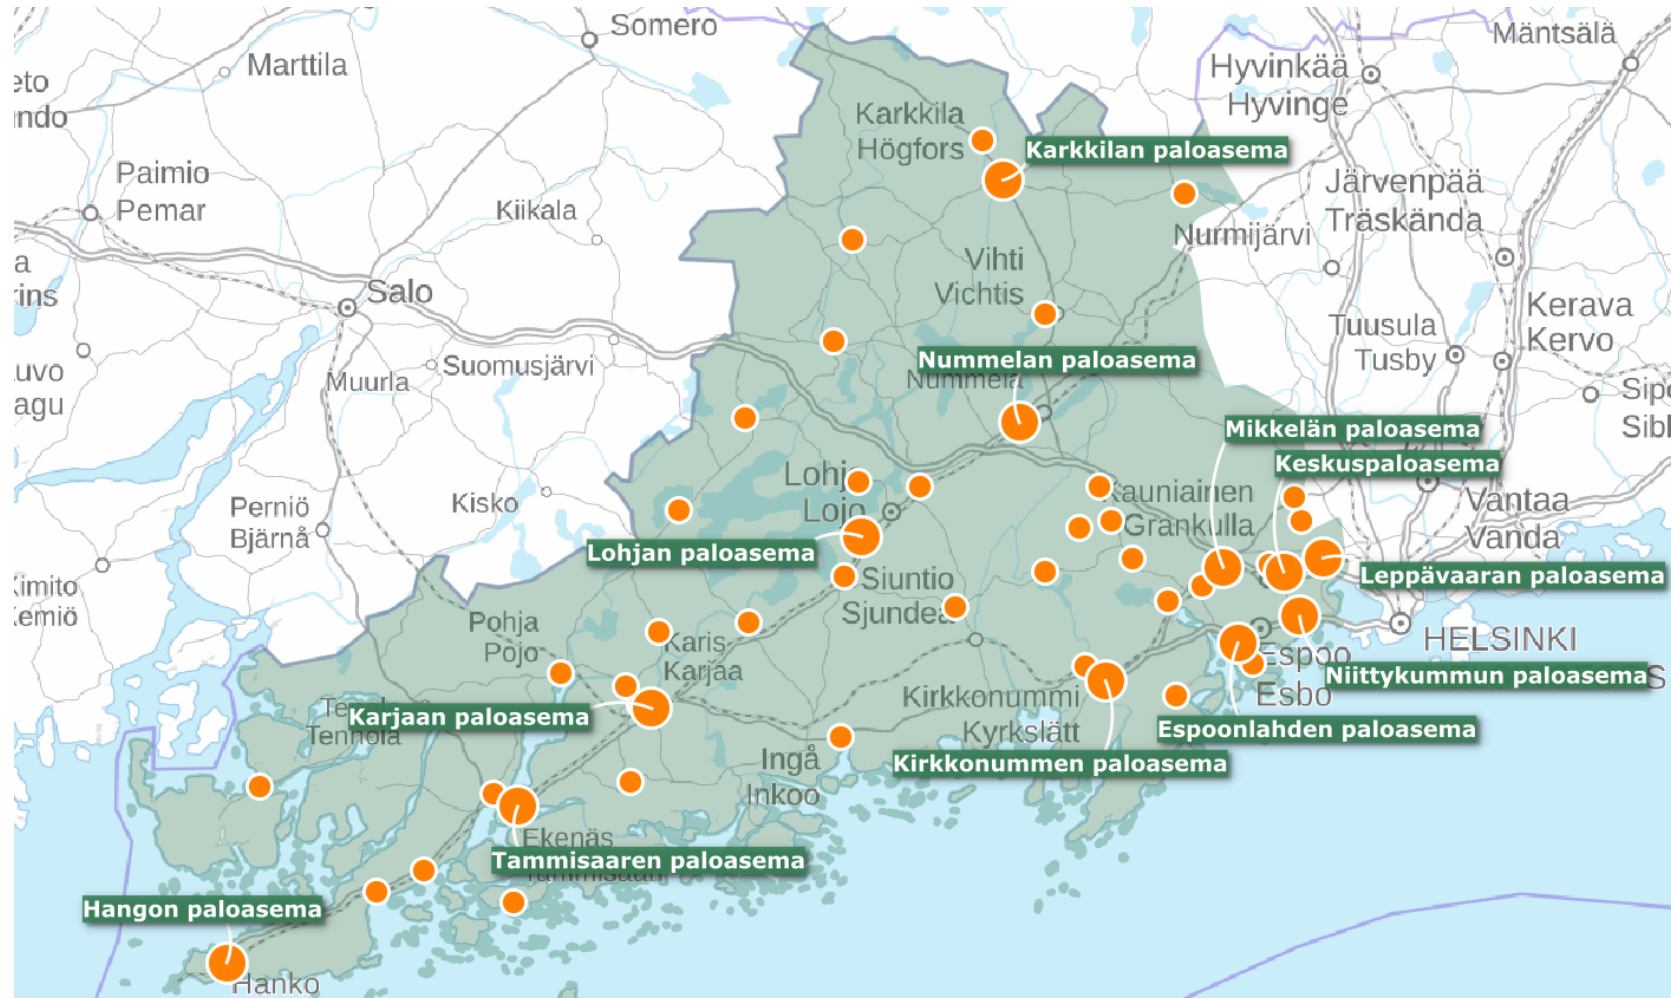 Somero
Mäntsälä
Marttila
Hyvinkää
Hyvinge
Karkkila
Högfors
Karkkilan paloasema
Paimio
Pemar
Kiikala
Järvenpää
Träskända
Nurmijärvi
Vihti
Vichtis
Salo
Kerava
Kervo
Tuusula
Tusby
Suomusjärvi
Muurla
Nummelan paloasema
Nummela
Mikkelän paloasema
Keskuspaloasema
Kisko
Perniö
Bjärnå
Lojo
Kauniainen
Grankulla
Vantaa
Vanda
Lohjan paloasema
Leppävaaran paloasema
Siuntio
Sjundeå
Pohja
Pojo
Karis
Karjaa
HELSINKI
Espoo
Esbo
Niittykummun paloasema
Karjaan paloasema
Tenhola
Kirkkonummi
Kyrkslätt
Espoonlahden paloasema
Kirkkonummen paloasema
Ingå
Inkoo
Ekenäs
Tammisaaren paloasema
Hangon paloasema
Hanko